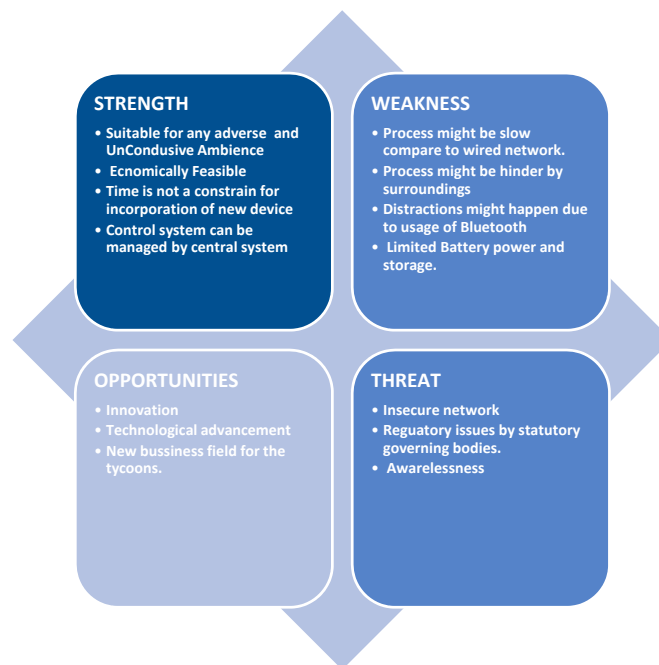 STRENGTH
• Suitable for any adverse and
UnCondusive Ambience
• Ecnomically Feasible
• Time is not a constrain for
incorporation of new device
• Control system can be
managed by central system
WEAKNESS
• Process might be slow
compare to wired network.
• Process might be hinder by
surroundings
• Distractions might happen due
to usage of Bluetooth
• Limited Battery power and
storage.
OPPORTUNITIES
• Innovation
• Technological advancement
• New bussiness field for the
tycoons.
THREAT
• Insecure network
• Reguatory issues by statutory
governing bodies.
• Awarelessness